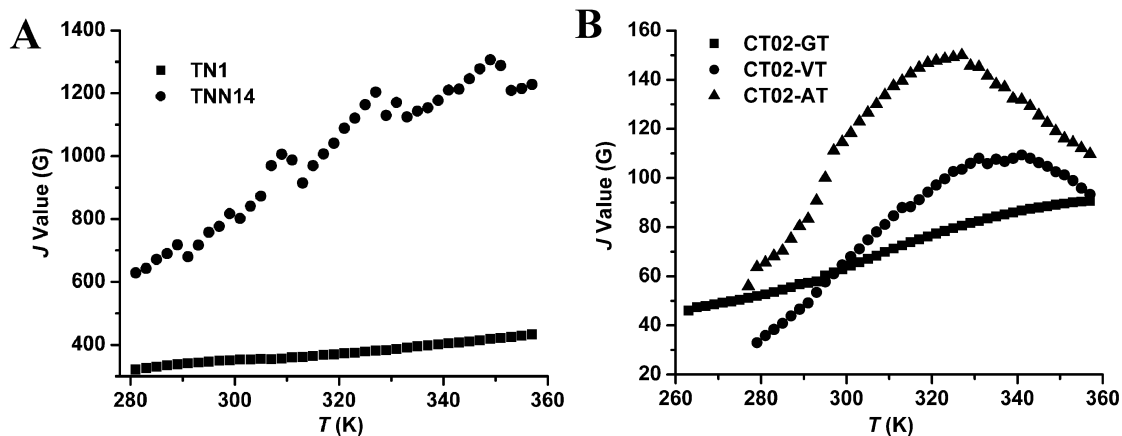 A
1400
1200
1000
800
600
400
J Value (G)
TN1
TNN14
280
300
320
340
360
T (K)
B
160
140
120
100
80
60
40
20
J Value (G)
CT02-GT
CT02-VT
CT02-AT
260
280
300
320
340
360
T (K)